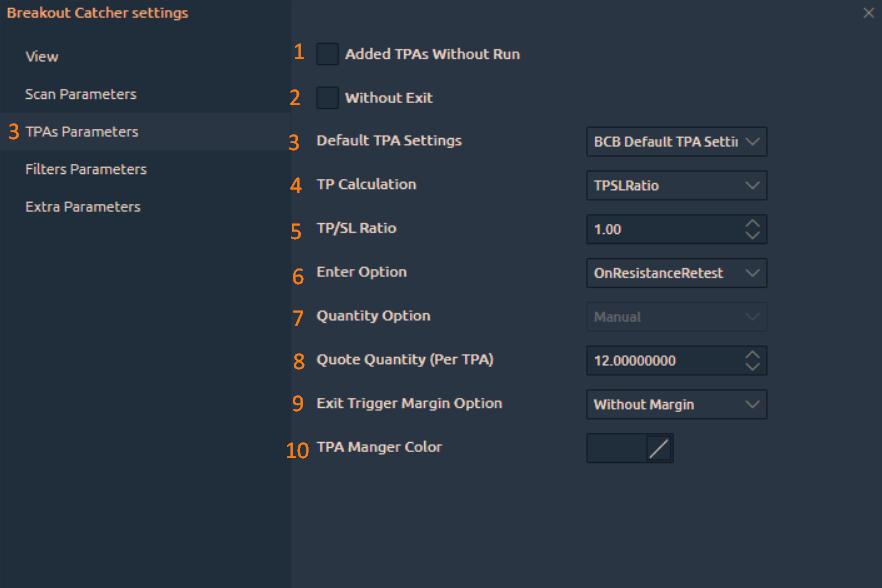 Breakout Catcher settings
View
Scan Parameters
3 TPAs Parameters
Filters Parameters
Extra Parameters
1 Added TPAs Without Run
2 Without Exit
3 Default TPA Settings BCB Default TPA Settin
4 TP Calculation TPSLRatio
5 TP/SL Ratio 1.00
6 Enter Option OnResistanceRetest
7 Quantity Option Manual
8 Quote Quantity (Per TPA) 12.00000000
9 Exit Trigger Margin Option Without Margin
10 TPA Manger Color